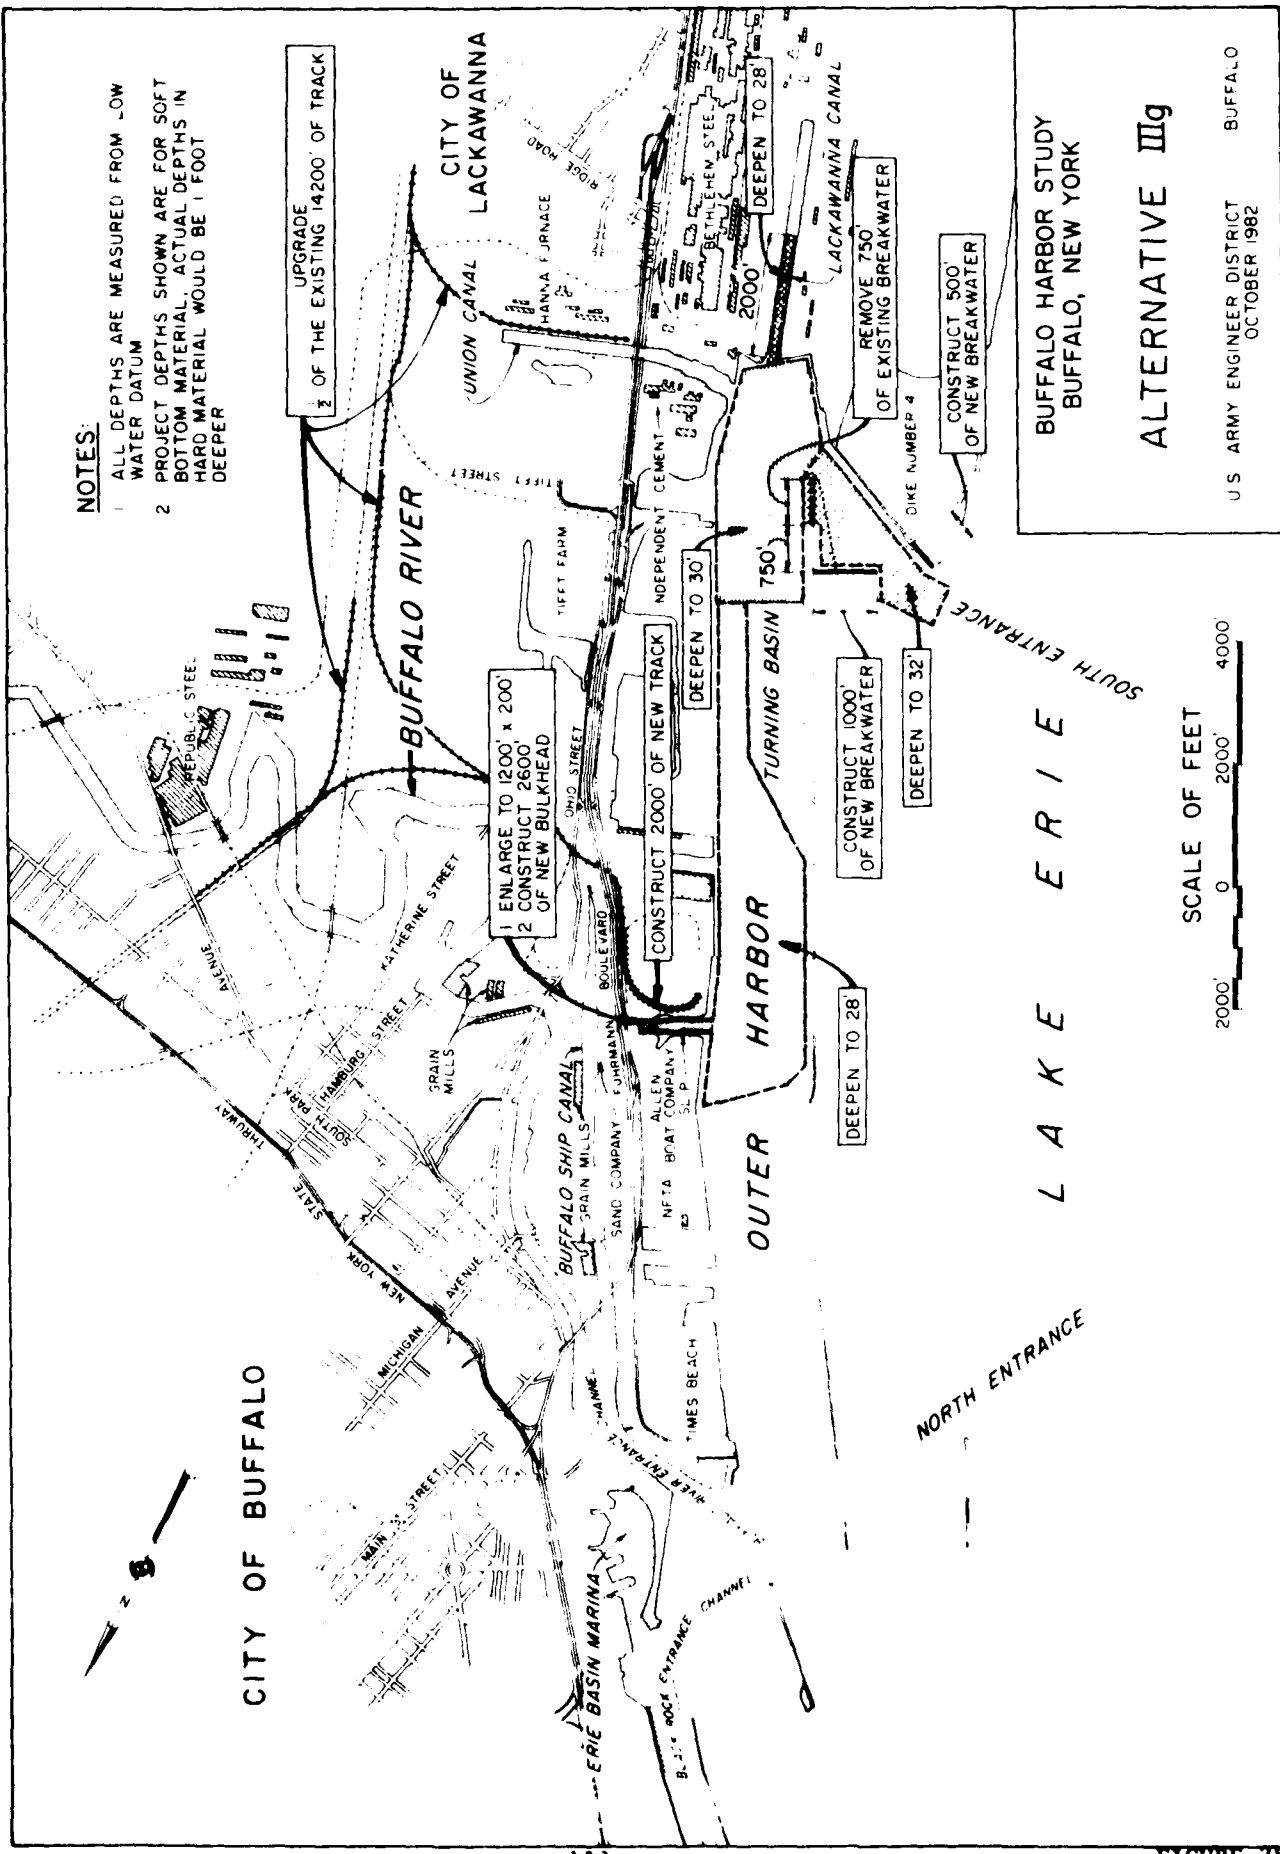 NOTES:
1 ALL DEPTHS ARE MEASURED FROM LOW
WATER DATUM
2 PROJECT DEPTHS SHOWN ARE FOR SOFT
BOTTOM MATERIAL, ACTUAL DEPTHS IN
HARD MATERIAL WOULD BE 1 FOOT
DEEPER
UPGRADE
OF THE EXISTING 14200' OF TRACK
CITY OF
LACKAWANNA
RIDGE ROAD
UNION CANAL
HANNA FURNACE
BETHLEHEM STEEL
DEEPEN TO 28'
LACKAWANNA CANAL
2000'
REMOVE 750'
OF EXISTING BREAKWATER
CONSTRUCT 500'
OF NEW BREAKWATER
DIKE NUMBER 4
TIFFT STREET
TIFFT FARM
NDEPENDENT CEMENT
BUFFALO RIVER
REPUBLIC STEEL
1 ENLARGE TO 1200' x 200'
2 CONSTRUCT 2600'
OF NEW BULKHEAD
OHIO STREET
CONSTRUCT 2000' OF NEW TRACK
DEEPEN TO 30'
750'
TURNING BASIN
CONSTRUCT 1000'
OF NEW BREAKWATER
DEEPEN TO 32'
SOUTH ENTRANCE
KATHERINE STREET
AVENUE
HAMBURG STREET
SOUTH PARK
GRAIN
MILLS
BOULEVARD
FUHRMANN
BUFFALO SHIP CANAL
GRAIN MILLS
SAND COMPANY
ALLEN
BOAT COMPANY
SLIP
NFTA
OUTER HARBOR
DEEPEN TO 28'
NEW YORK
STATE
THRUWAY
MICHIGAN
AVENUE
MAIN STREET
CITY OF BUFFALO
N
TIMES BEACH
RIVER ENTRANCE
CHANNEL
ERIE BASIN MARINA
BLACK ROCK ENTRANCE CHANNEL
NORTH ENTRANCE
LAKE ERIE
SCALE OF FEET
2000' 0 2000' 4000'
BUFFALO HARBOR STUDY
BUFFALO, NEW YORK
ALTERNATIVE IIIg
US ARMY ENGINEER DISTRICT BUFFALO
OCTOBER 1982